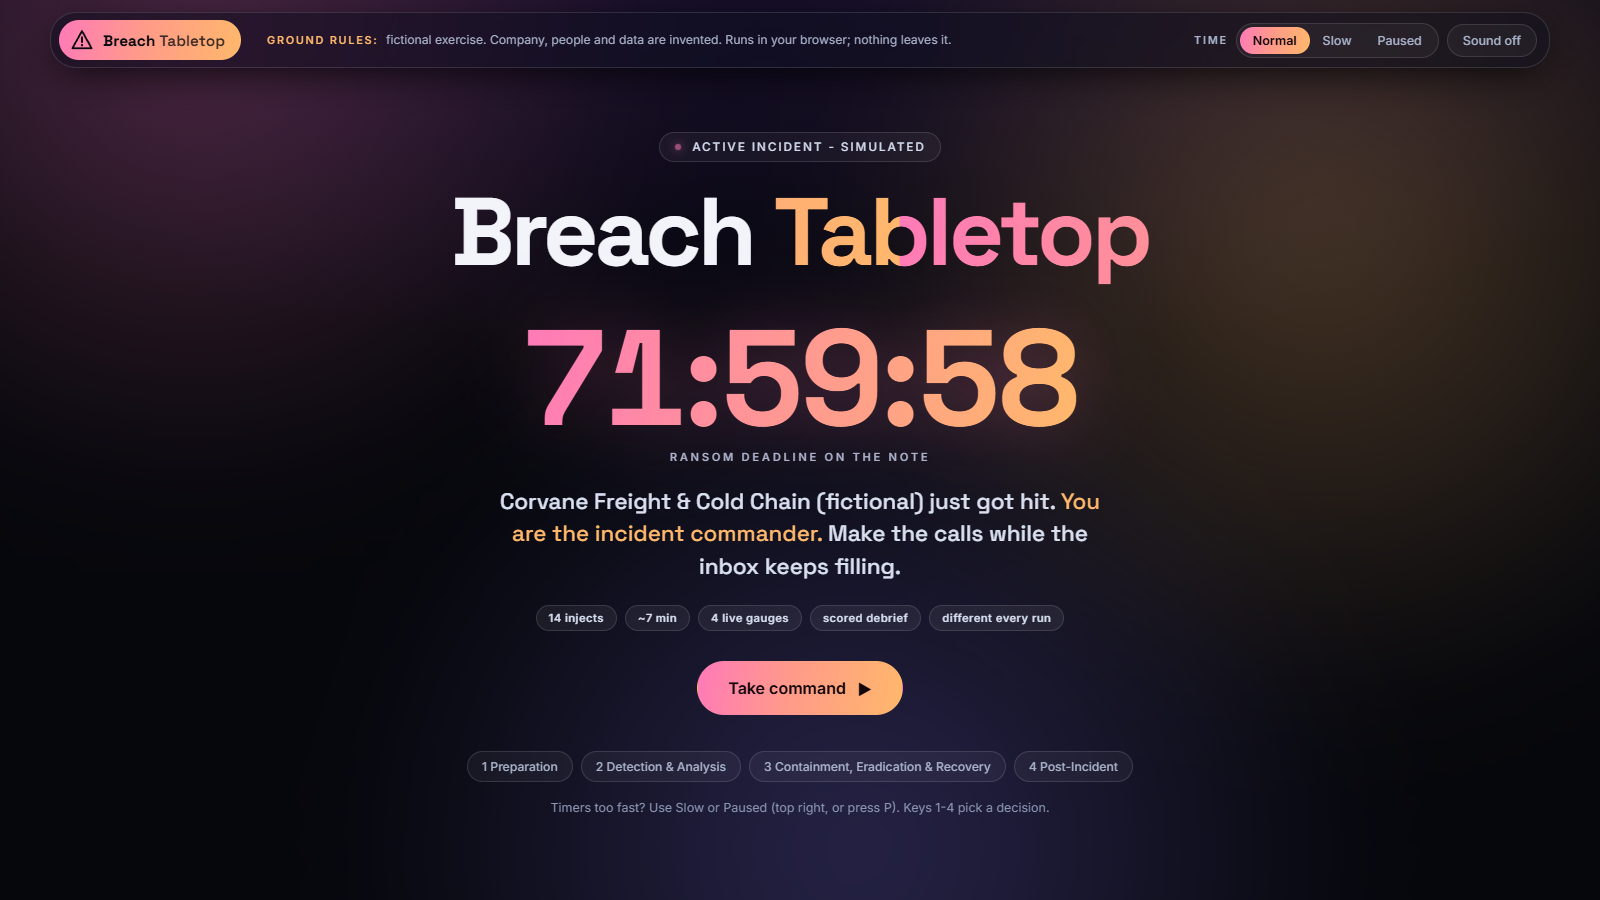 Breach Tabletop
GROUND RULES: fictional exercise. Company, people and data are invented. Runs in your browser; nothing leaves it.
TIME
Normal
Slow
Paused
Sound off
ACTIVE INCIDENT - SIMULATED
Breach Tabletop
71:59:58
RANSOM DEADLINE ON THE NOTE
Corvane Freight & Cold Chain (fictional) just got hit. You
are the incident commander. Make the calls while the
inbox keeps filling.
14 injects
~7 min
4 live gauges
scored debrief
different every run
Take command
1 Preparation
2 Detection & Analysis
3 Containment, Eradication & Recovery
4 Post-Incident
Timers too fast? Use Slow or Paused (top right, or press P). Keys 1-4 pick a decision.